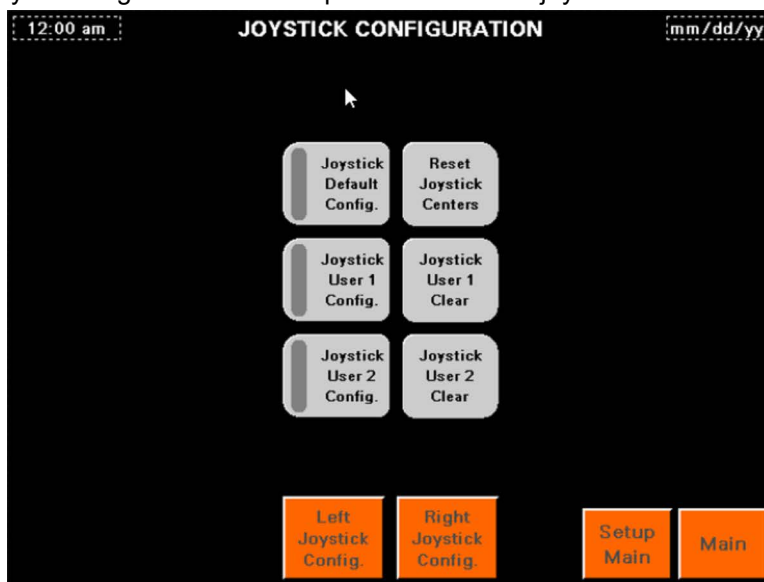 12:00 am JOYSTICK CONFIGURATION mm/dd/yy
Joystick
Default
Config.
Reset
Joystick
Centers
Joystick
User 1
Config.
Joystick
User 1
Clear
Joystick
User 2
Config.
Joystick
User 2
Clear
Left
Joystick
Config.
Right
Joystick
Config.
Setup
Main
Main